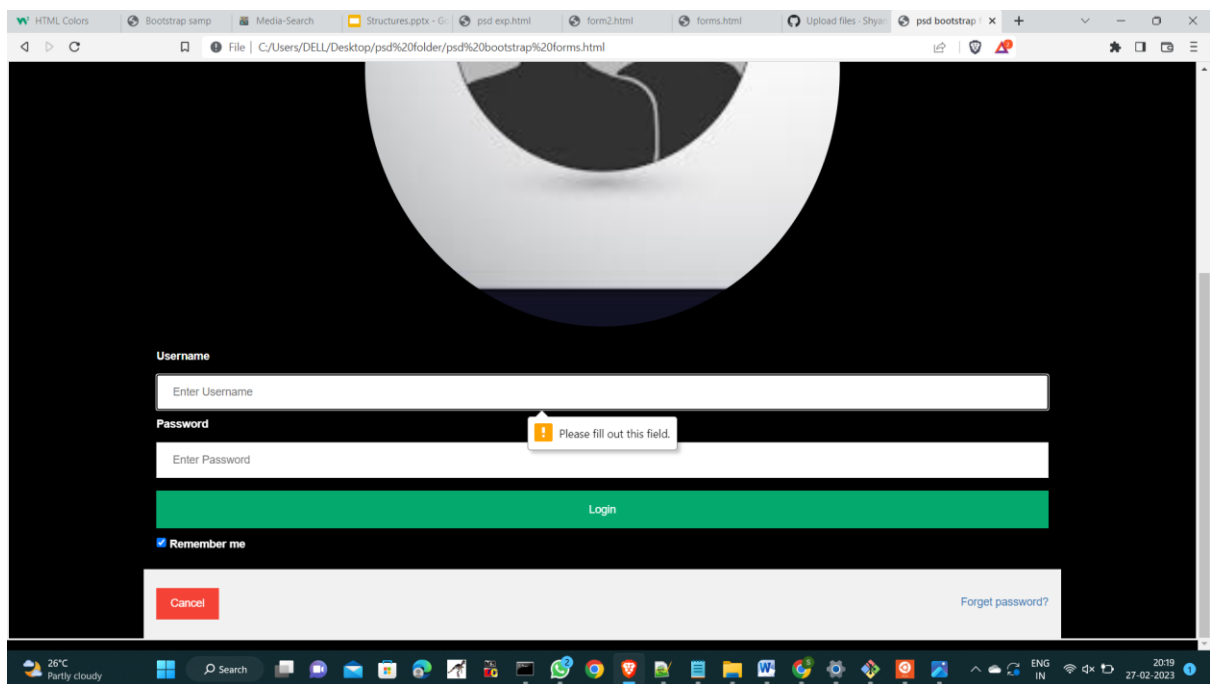 HTML Colors
Bootstrap samp
Media-Search
Structures.pptx - Go
psd exp.html
form2.html
forms.html
Upload files · Shyan
psd bootstrap f
File | C:/Users/DELL/Desktop/psd%20folder/psd%20bootstrap%20forms.html
Username
Enter Username
Password
Please fill out this field.
Enter Password
Login
Remember me
Cancel
Forget password?
26°C
Partly cloudy
Search
ENG
IN
20:19
27-02-2023
1